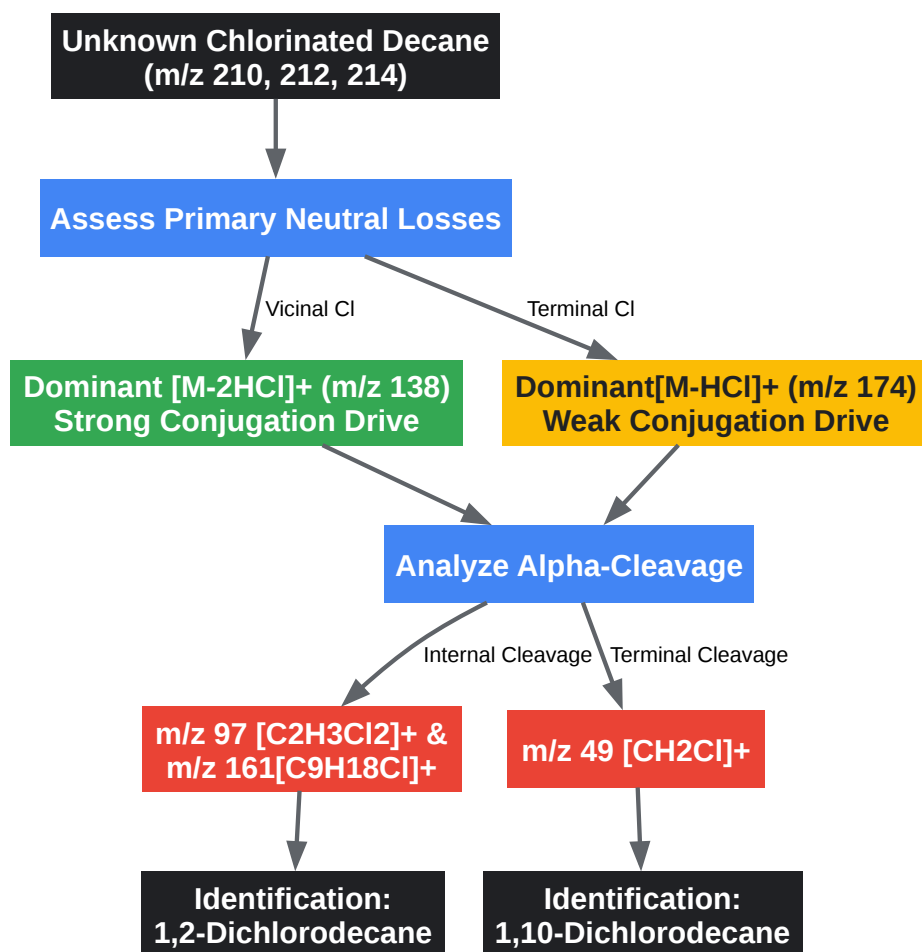 Unknown Chlorinated Decane
(m/z 210, 212, 214)
Assess Primary Neutral Losses
Vicinal Cl
Terminal Cl
Dominant [M-2HCl]+ (m/z 138)
Strong Conjugation Drive
Dominant[M-HCl]+ (m/z 174)
Weak Conjugation Drive
Analyze Alpha-Cleavage
Internal Cleavage
Terminal Cleavage
m/z 97 [C2H3Cl2]+ &
m/z 161[C9H18Cl]+
m/z 49 [CH2Cl]+
Identification:
1,2-Dichlorodecane
Identification:
1,10-Dichlorodecane